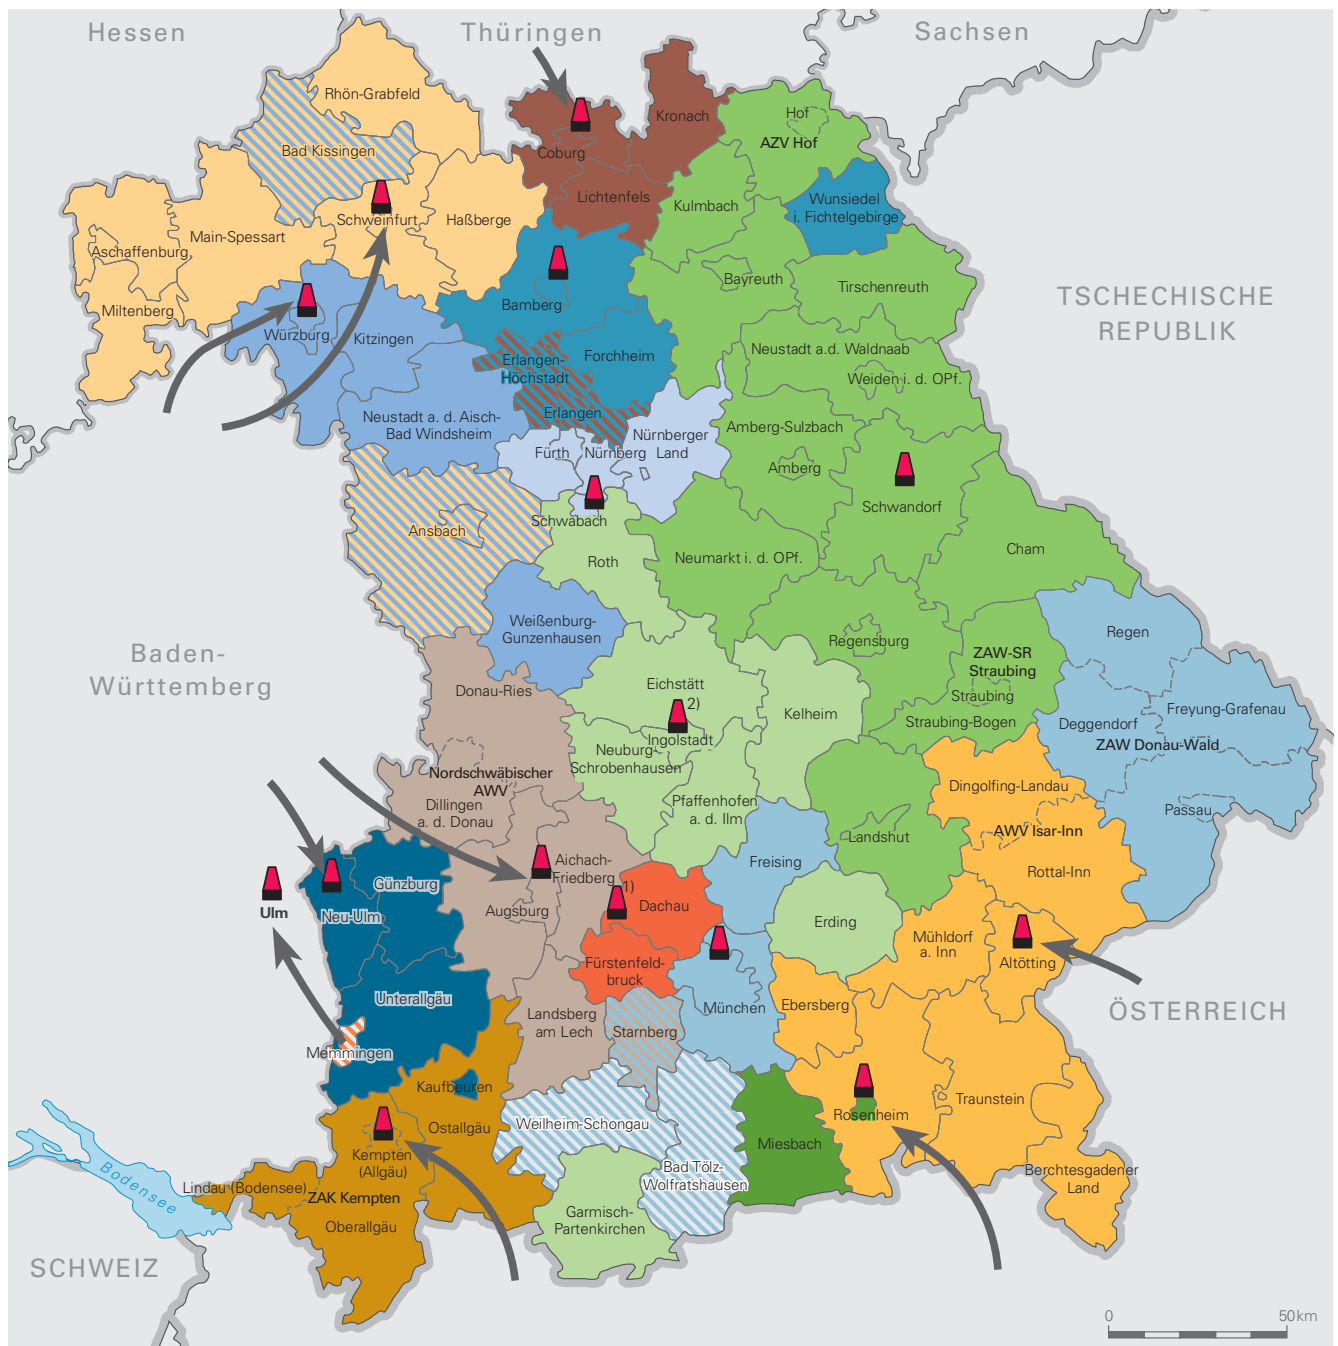 Hessen
Thüringen
Sachsen
Rhön-Grabfeld
Bad Kissingen
Kronach
Hof
AZV Hof
Coburg
Lichtenfels
Kulmbach
Wunsiedel
i. Fichtelgebirge
Schweinfurt
Haßberge
Main-Spessart
Aschaffenburg
Miltenberg
Bayreuth
Tirschenreuth
TSCHECHISCHE
REPUBLIK
Bamberg
Würzburg
Kitzingen
Forchheim
Erlangen-
Höchstadt
Erlangen
Neustadt a.d. Waldnaab
Weiden i. d. OPf.
Neustadt a. d. Aisch-
Bad Windsheim
Fürth
Nürnberg
Nürnberger
Land
Amberg-Sulzbach
Amberg
Schwandorf
Schwabach
Ansbach
Roth
Neumarkt i. d. OPf.
Cham
Weißenburg-
Gunzenhausen
Regensburg
ZAW-SR
Straubing
Straubing
Straubing-Bogen
Regen
Freyung-Grafenau
Deggendorf
ZAW Donau-Wald
Passau
Baden-
Württemberg
Donau-Ries
Eichstätt
2)
Ingolstadt
Kelheim
Neuburg-
Schrobenhausen
Pfaffenhofen
a. d. Ilm
Nordschwäbischer
AWV
Dillingen
a. d. Donau
Dingolfing-Landau
AWV Isar-Inn
Rottal-Inn
Landshut
Freising
Erding
Aichach-
Friedberg
Augsburg
1)
Dachau
Günzburg
Neu-Ulm
Ulm
Fürstenfeld-
bruck
Mühldorf
a. Inn
Altötting
ÖSTERREICH
Unterallgäu
Memmingen
Landsberg
am Lech
Starnberg
München
Ebersberg
Kaufbeuren
Ostallgäu
Weilheim-Schongau
Bad Tölz-
Wolfratshausen
Miesbach
Rosenheim
Traunstein
Berchtesgadener
Land
Kempten
(Allgäu)
Lindau (Bodensee)
ZAK Kempten
Oberallgäu
Garmisch-
Partenkirchen
Bodensee
SCHWEIZ
0
50 km